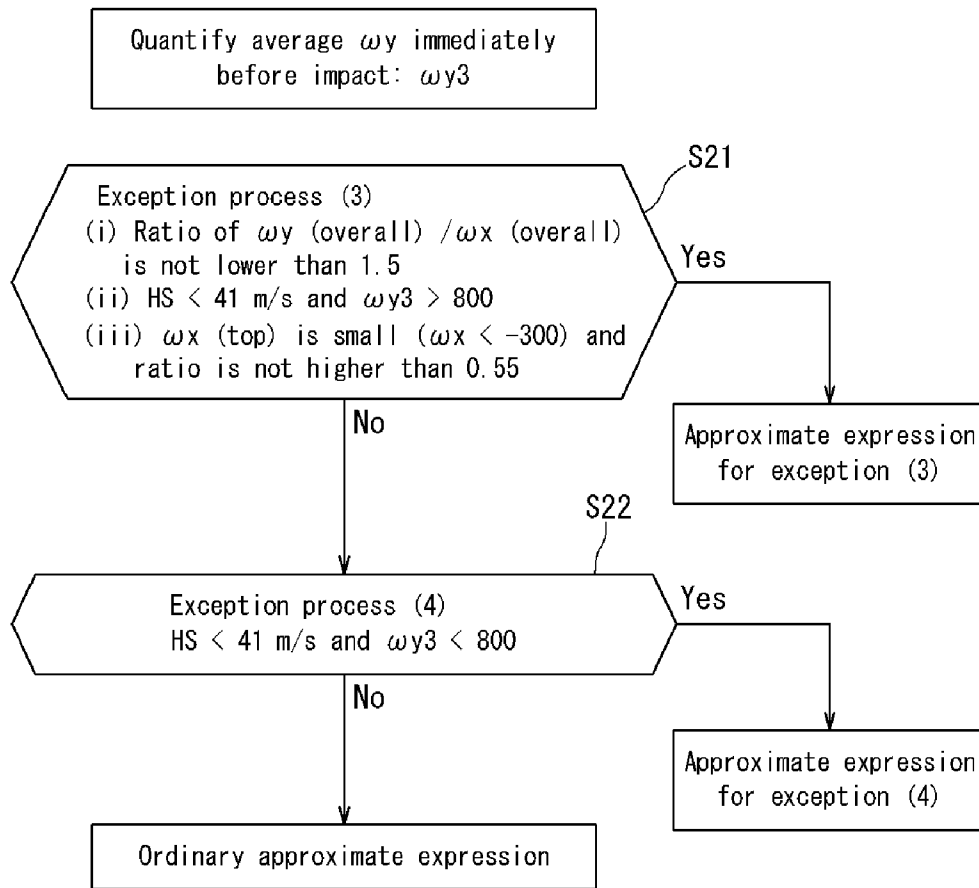 Quantify average ωy immediately
before impact: ωy3
S21
Exception process (3)
(i) Ratio of ωy (overall) /ωx (overall)
is not lower than 1.5
(ii) HS < 41 m/s and ωy3 > 800
(iii) ωx (top) is small (ωx < -300) and
ratio is not higher than 0.55
Yes
No
Approximate expression
for exception (3)
S22
Exception process (4)
HS < 41 m/s and ωy3 < 800
Yes
No
Approximate expression
for exception (4)
Ordinary approximate expression